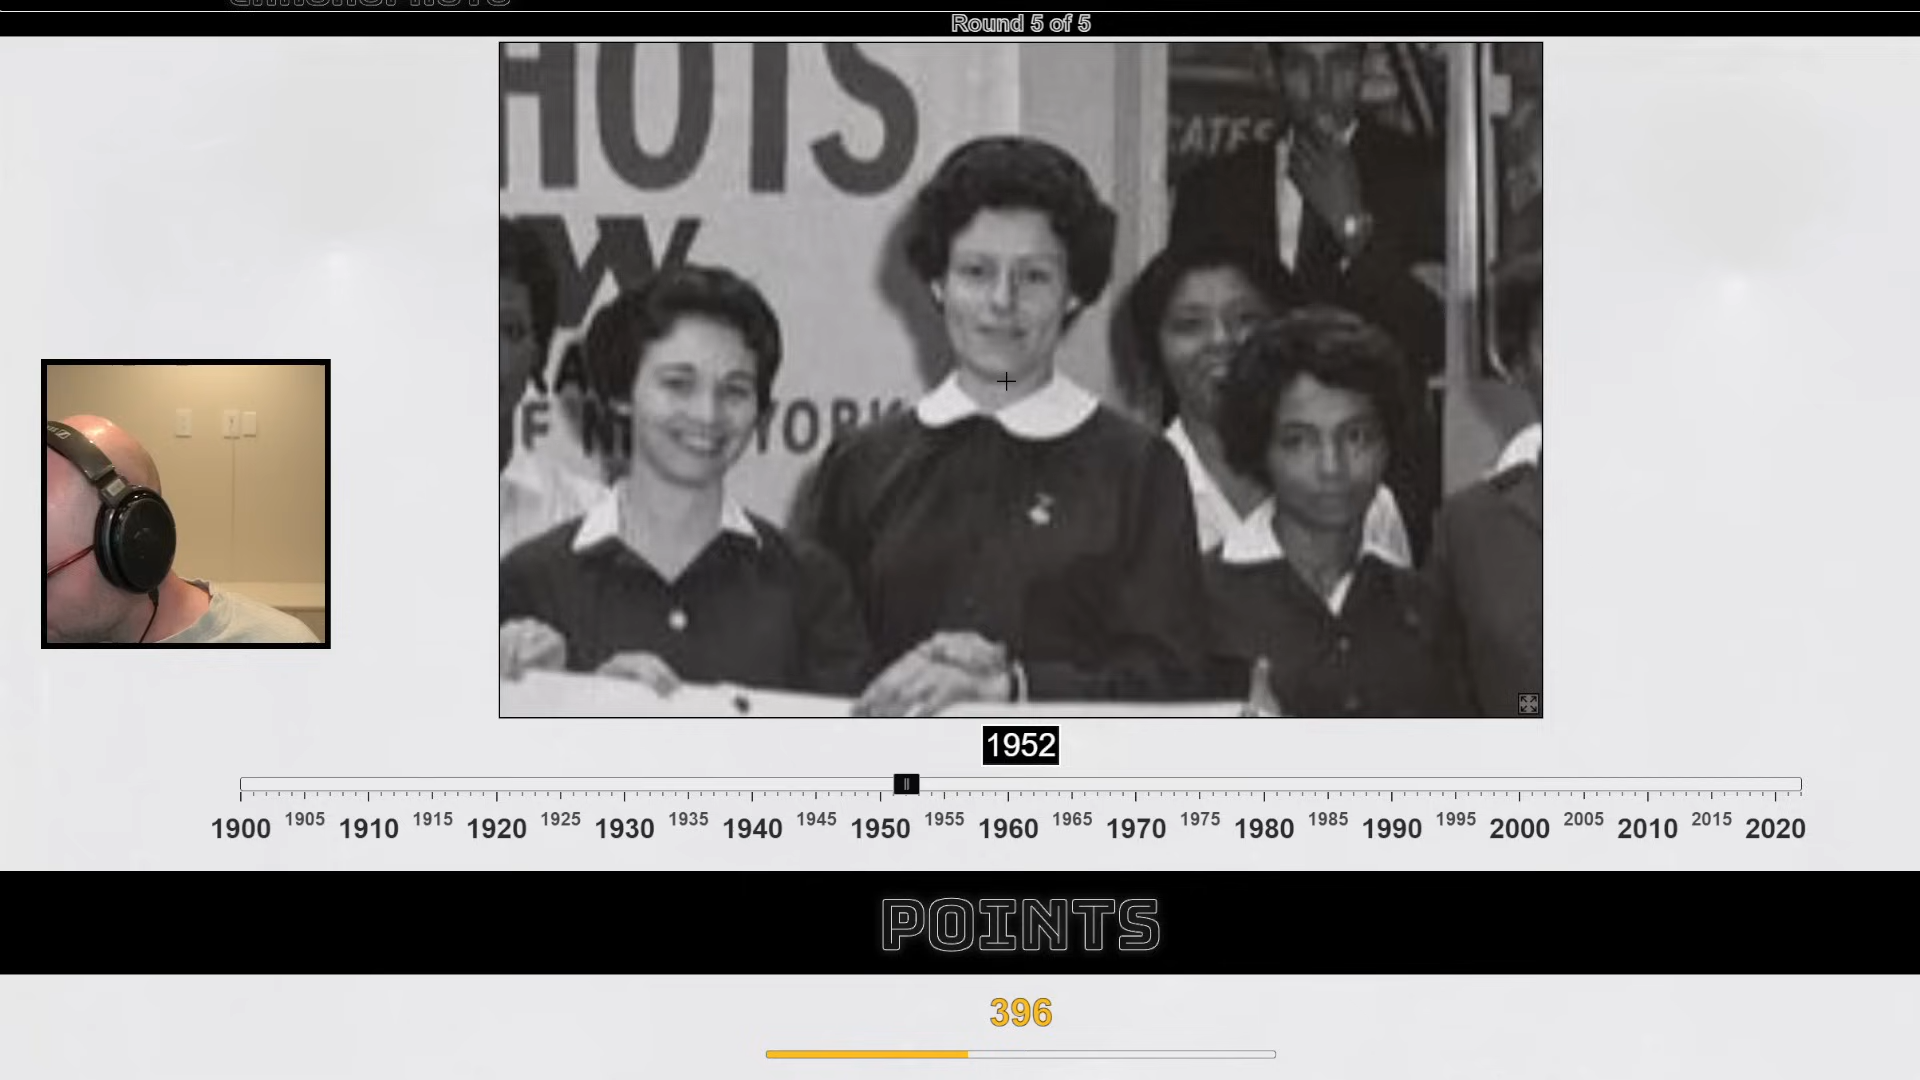 Round 5 of 5
HOTS
W
CATES
F N YORK
1952
1900 1905 1910 1915 1920 1925 1930 1935 1940 1945 1950 1955 1960 1965 1970 1975 1980 1985 1990 1995 2000 2005 2010 2015 2020
POINTS
396